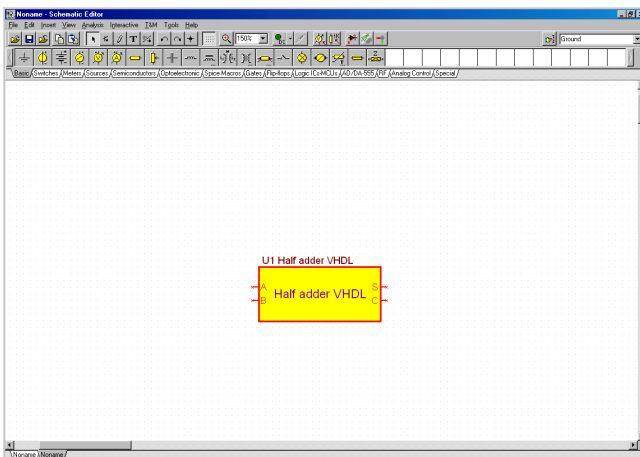 Noname - Schematic Editor
File Edit Insert View Analysis Interactive T&M Tools Help
150% Ground
Basic Switches Meters Sources Semiconductors Optoelectronic Spice Macros Gates Flip-flops Logic ICs-MCUs AD/DA-555 RF Analog Control Special
U1 Half adder VHDL
A S
Half adder VHDL
B C
Noname Noname